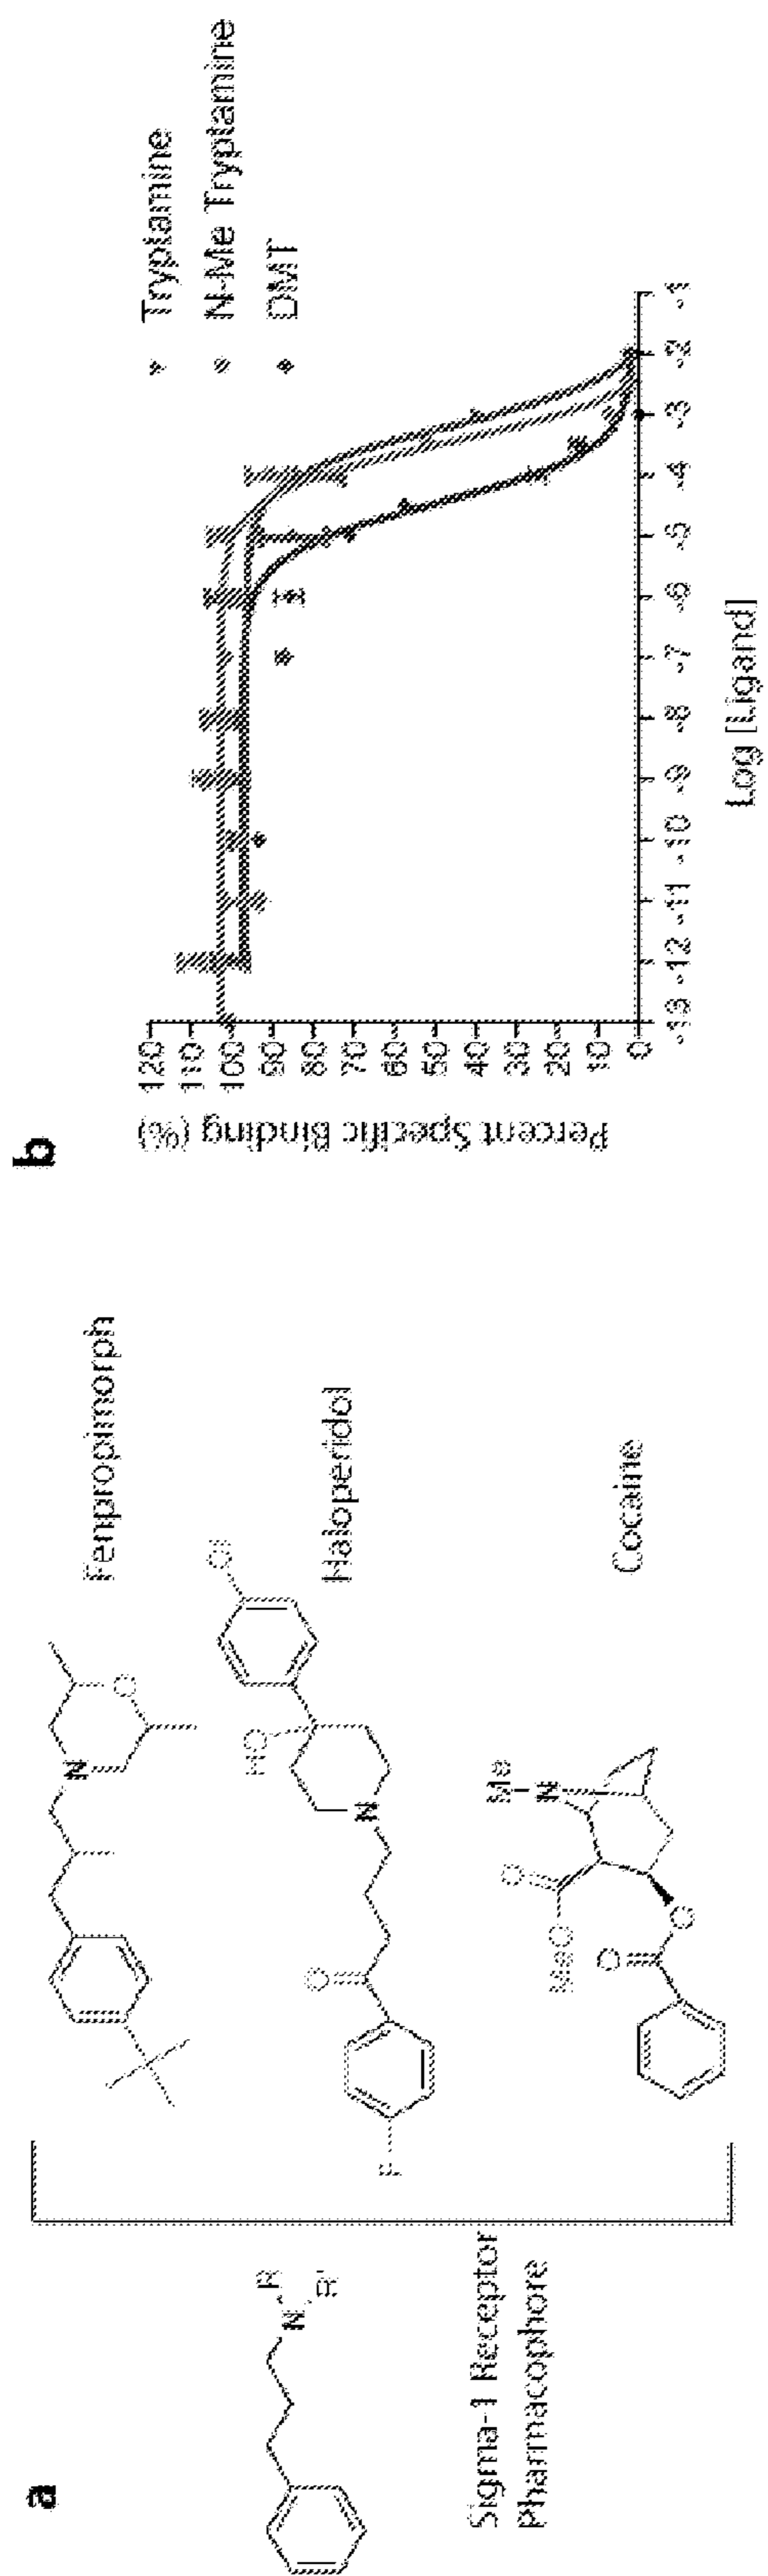 a
N
R
R'
Sigma-1 Receptor
Pharmacophore
N
O
Fenpropimorph
F
O
N
HO
Cl
Haloperidol
Me
N
O
MeO
O
O
Cocaine
b
Percent Specific Binding (%)
120
110
100
90
80
70
60
50
40
30
20
10
0
-13 -12 -11 -10 -9 -8 -7 -6 -5 -4 -3 -2 -1
Log [Ligand]
Tryptamine
N-Me Tryptamine
DMT